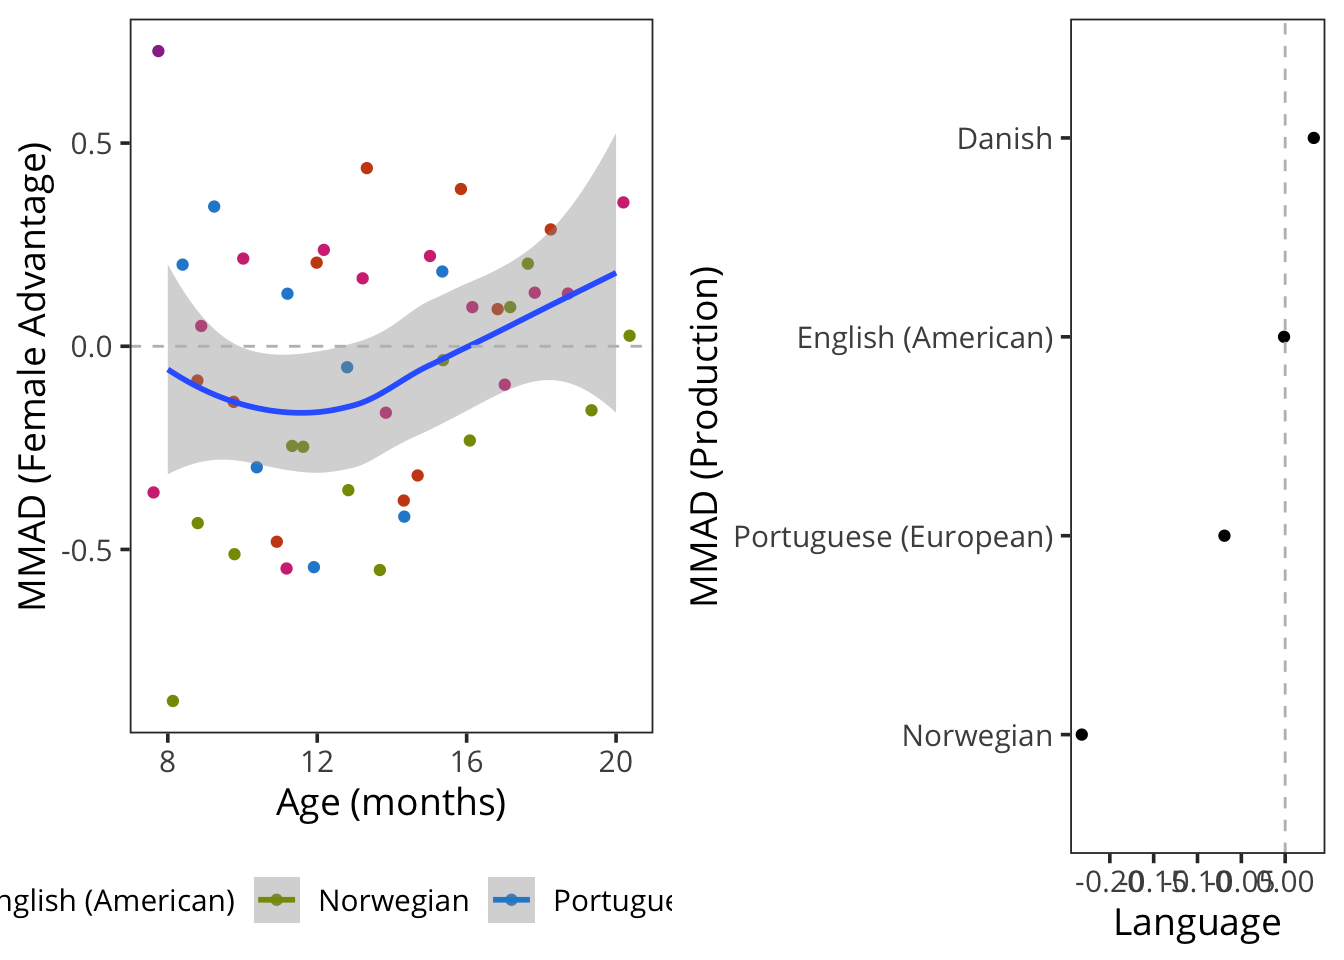 MMAD (Female Advantage)
0.5
0.0
-0.5
8 12 16 20
Age (months)
nglish (American) Norwegian Portugue
MMAD (Production)
Danish
English (American)
Portuguese (European)
Norwegian
-0.20 -0.15 -0.10 -0.05 0.00
Language